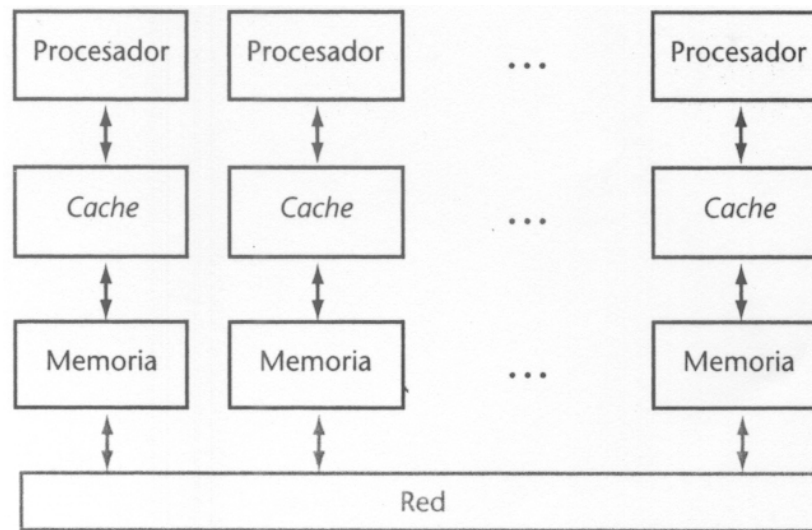 Procesador Procesador ... Procesador
Cache Cache ... Cache
Memoria Memoria ... Memoria
Red